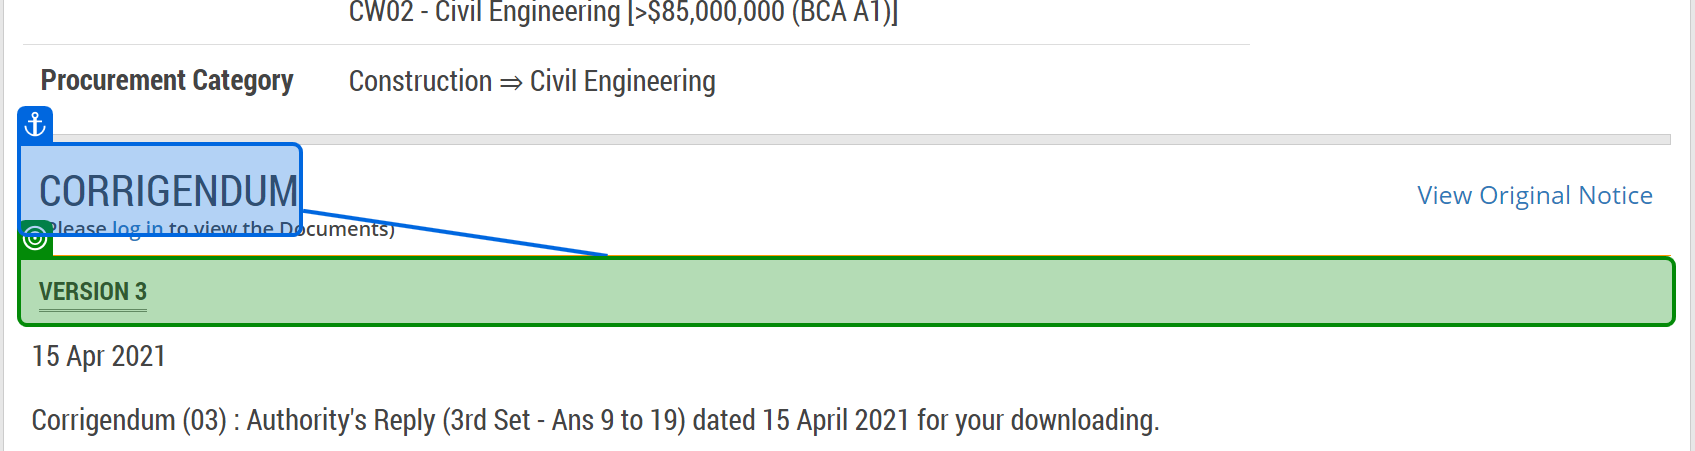 CW02 - Civil Engineering [>$85,000,000 (BCA A1)]
Procurement Category Construction ⇒ Civil Engineering
CORRIGENDUM
View Original Notice
(Please log in to view the Documents)
VERSION 3
15 Apr 2021
Corrigendum (03) : Authority's Reply (3rd Set - Ans 9 to 19) dated 15 April 2021 for your downloading.